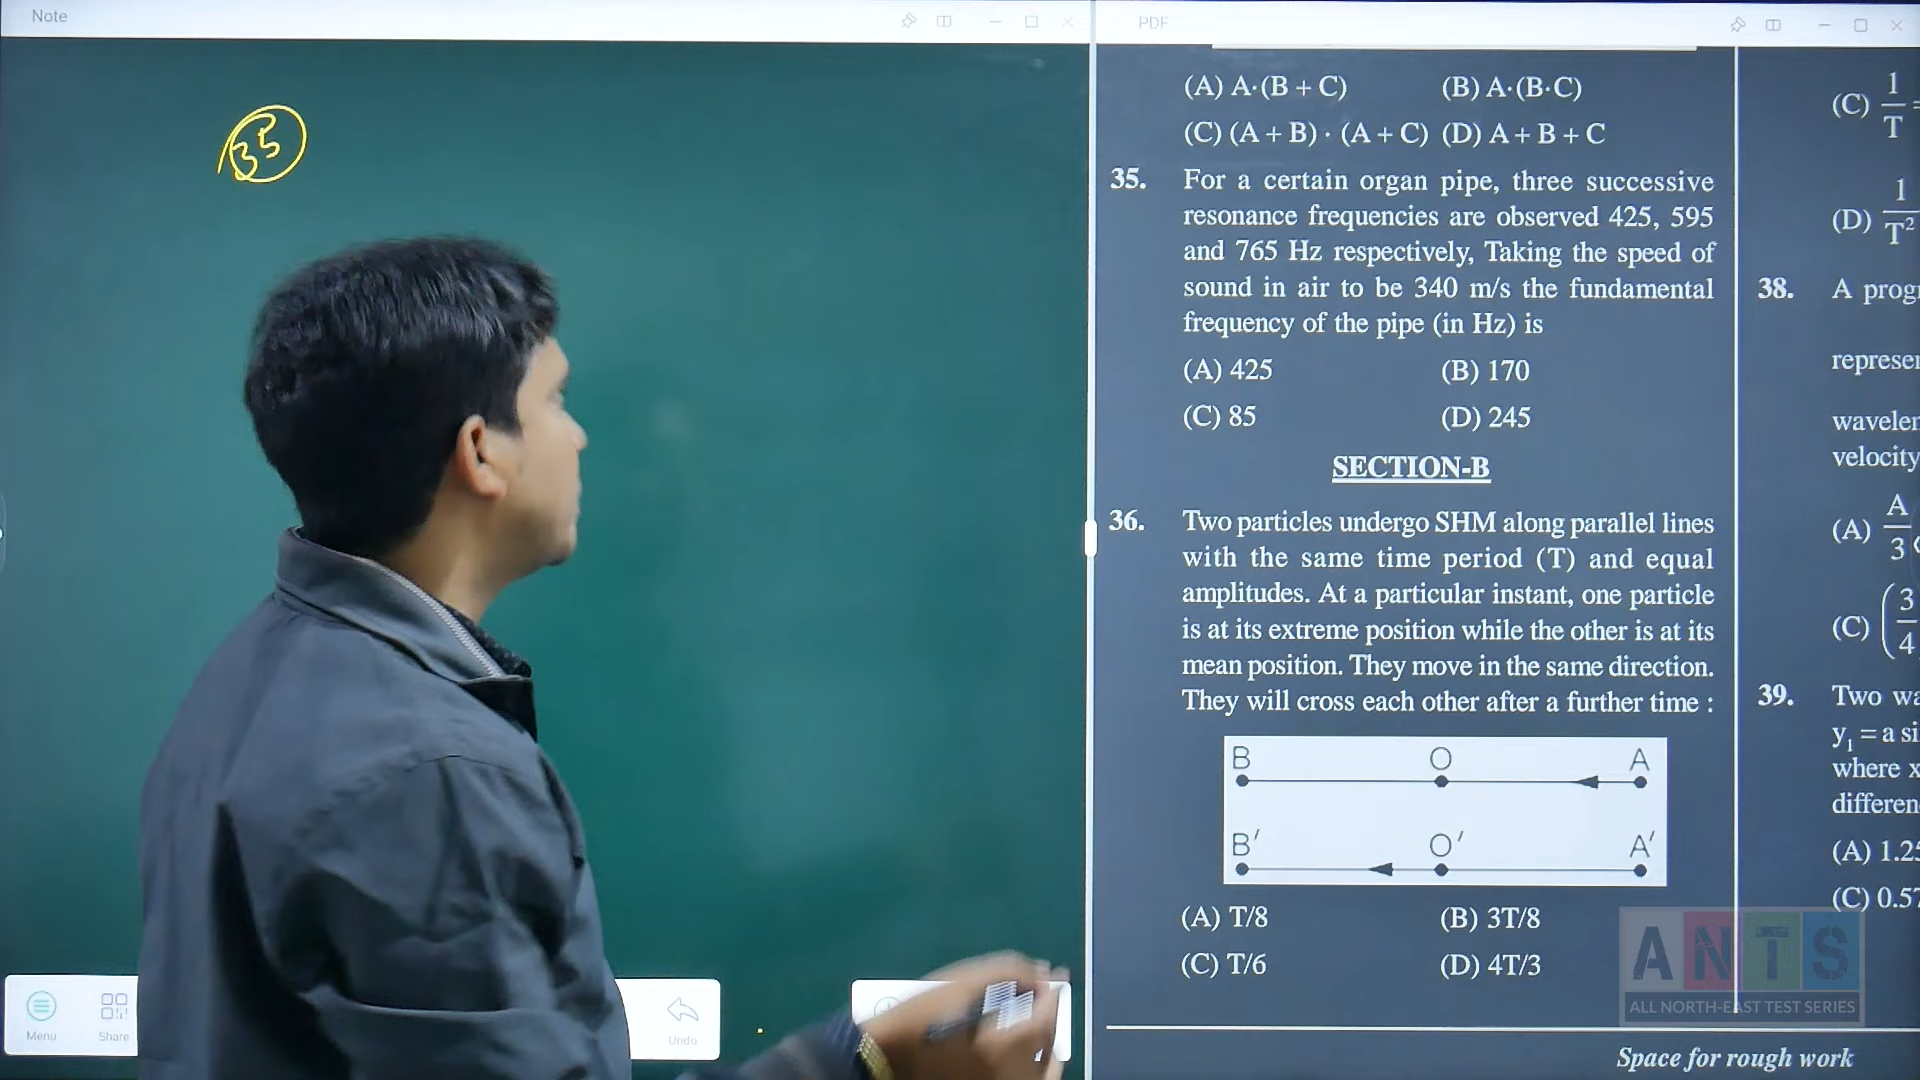 Note
PDF
35
(A) A·(B + C) (B) A·(B·C)
(C) (A + B) · (A + C) (D) A + B + C
35. For a certain organ pipe, three successive
resonance frequencies are observed 425, 595
and 765 Hz respectively, Taking the speed of
sound in air to be 340 m/s the fundamental
frequency of the pipe (in Hz) is
(A) 425 (B) 170
(C) 85 (D) 245
SECTION-B
36. Two particles undergo SHM along parallel lines
with the same time period (T) and equal
amplitudes. At a particular instant, one particle
is at its extreme position while the other is at its
mean position. They move in the same direction.
They will cross each other after a further time :
B O A
B′ O′ A′
(A) T/8 (B) 3T/8
(C) T/6 (D) 4T/3
(C) 1/T =
(D) 1/T²
38. A prog
represe
wavele
velocity
(A) A/3
(C) (3/4
39. Two wa
y₁ = a si
where x
differen
(A) 1.25
(C) 0.57
ANTS
ALL NORTH-EAST TEST SERIES
Space for rough work
Menu
Share
Undo